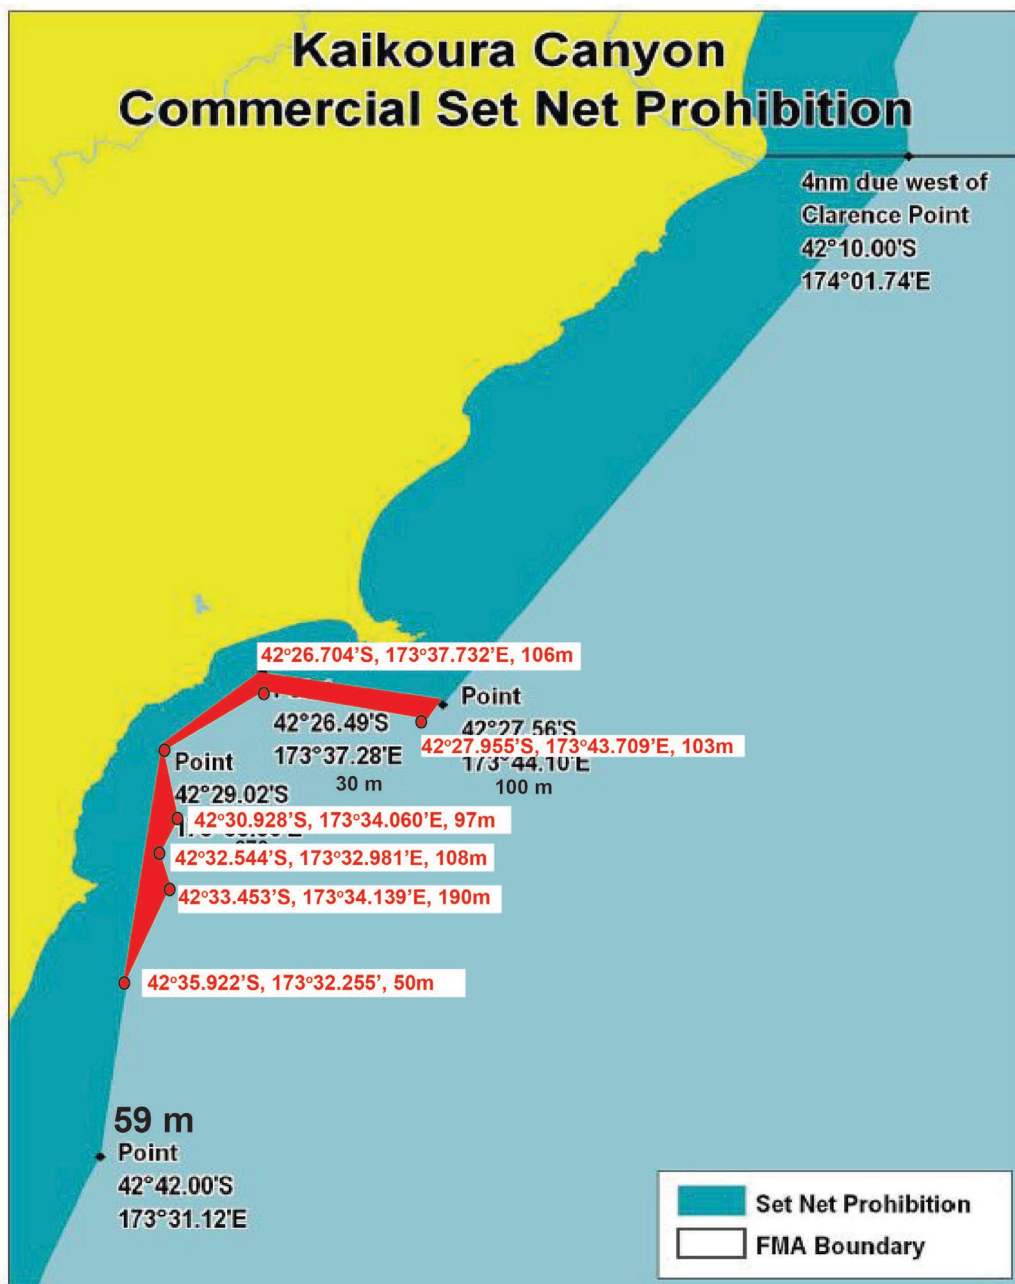 Kaikoura Canyon
Commercial Set Net Prohibition
4nm due west of
Clarence Point
42°10.00'S
174°01.74'E
42°26.704'S, 173°37.732'E, 106m
42°26.49'S
173°37.28'E
30 m
Point
42°27.56'S
42°27.955'S, 173°43.709'E, 103m
173°44.10'E
100 m
Point
42°29.02'S
42°30.928'S, 173°34.060'E, 97m
42°32.544'S, 173°32.981'E, 108m
42°33.453'S, 173°34.139'E, 190m
42°35.922'S, 173°32.255', 50m
59 m
Point
42°42.00'S
173°31.12'E
Set Net Prohibition
FMA Boundary